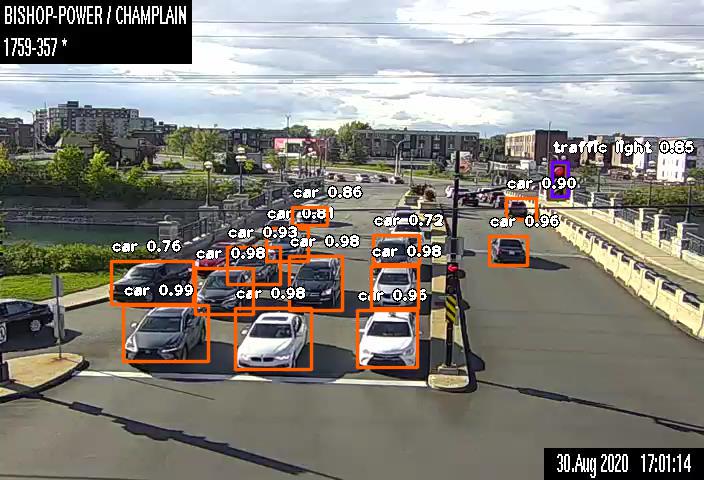 BISHOP-POWER / CHAMPLAIN
1759-357 *
traffic light 0.85
car 0.86
car 0.90
car 0.81
car 0.72
car 0.96
car 0.93
car 0.76
car 0.98
car 0.98
car 0.98
car 0.99
car 0.98
car 0.96
30.Aug 2020 17:01:14